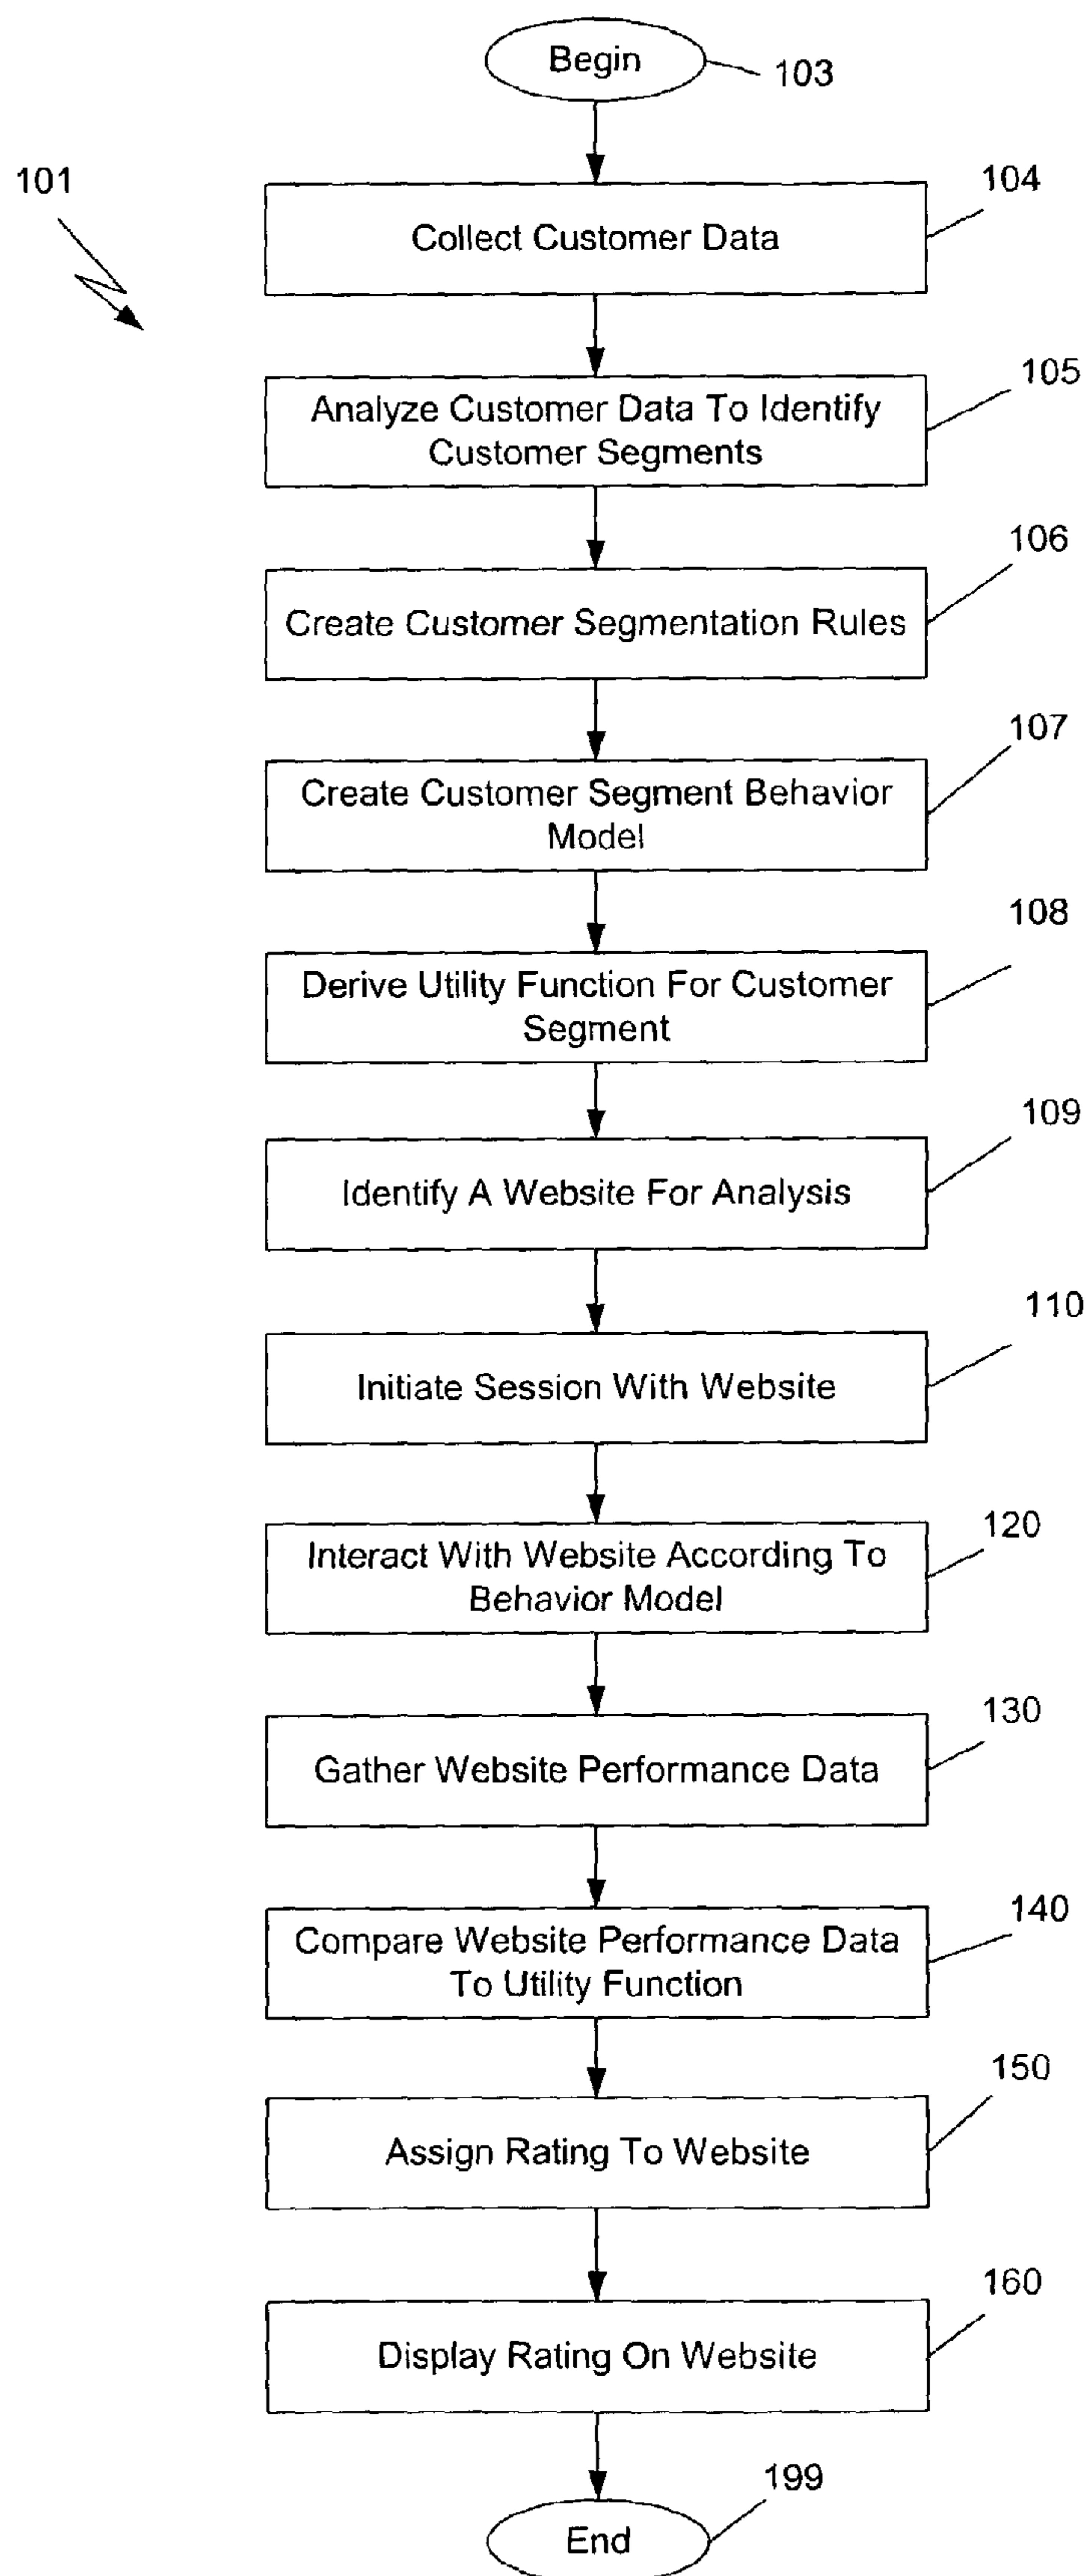 Begin
103
101
104
Collect Customer Data
105
Analyze Customer Data To Identify
Customer Segments
106
Create Customer Segmentation Rules
107
Create Customer Segment Behavior
Model
108
Derive Utility Function For Customer
Segment
109
Identify A Website For Analysis
110
Initiate Session With Website
120
Interact With Website According To
Behavior Model
130
Gather Website Performance Data
140
Compare Website Performance Data
To Utility Function
150
Assign Rating To Website
160
Display Rating On Website
199
End